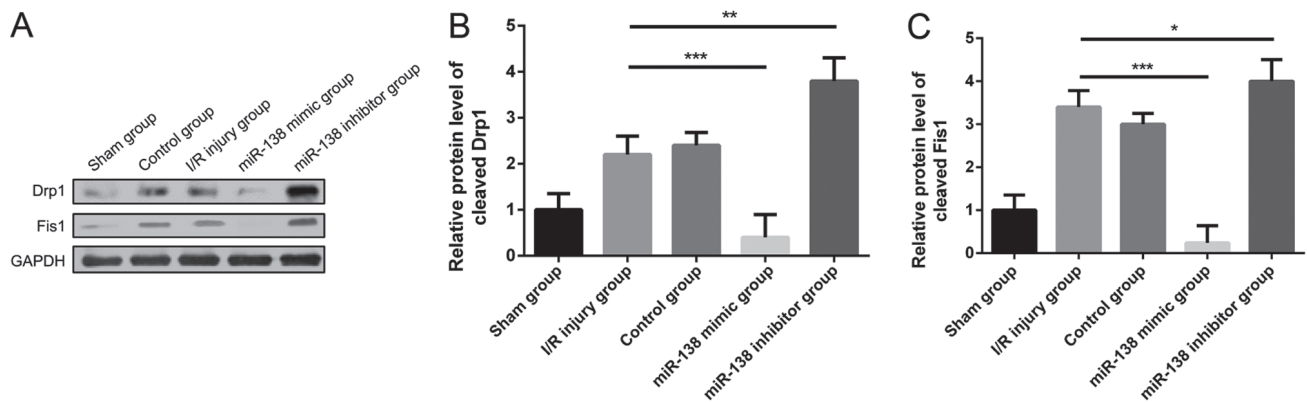 A
Sham group
Control group
I/R injury group
miR-138 mimic group
miR-138 inhibitor group
Drp1
Fis1
GAPDH
B
Relative protein level of
cleaved Drp1
5
4
3
2
1
0
**
***
Sham group
I/R injury group
Control group
miR-138 mimic group
miR-138 inhibitor group
C
Relative protein level of
cleaved Fis1
5
4
3
2
1
0
*
***
Sham group
I/R injury group
Control group
miR-138 mimic group
miR-138 inhibitor group